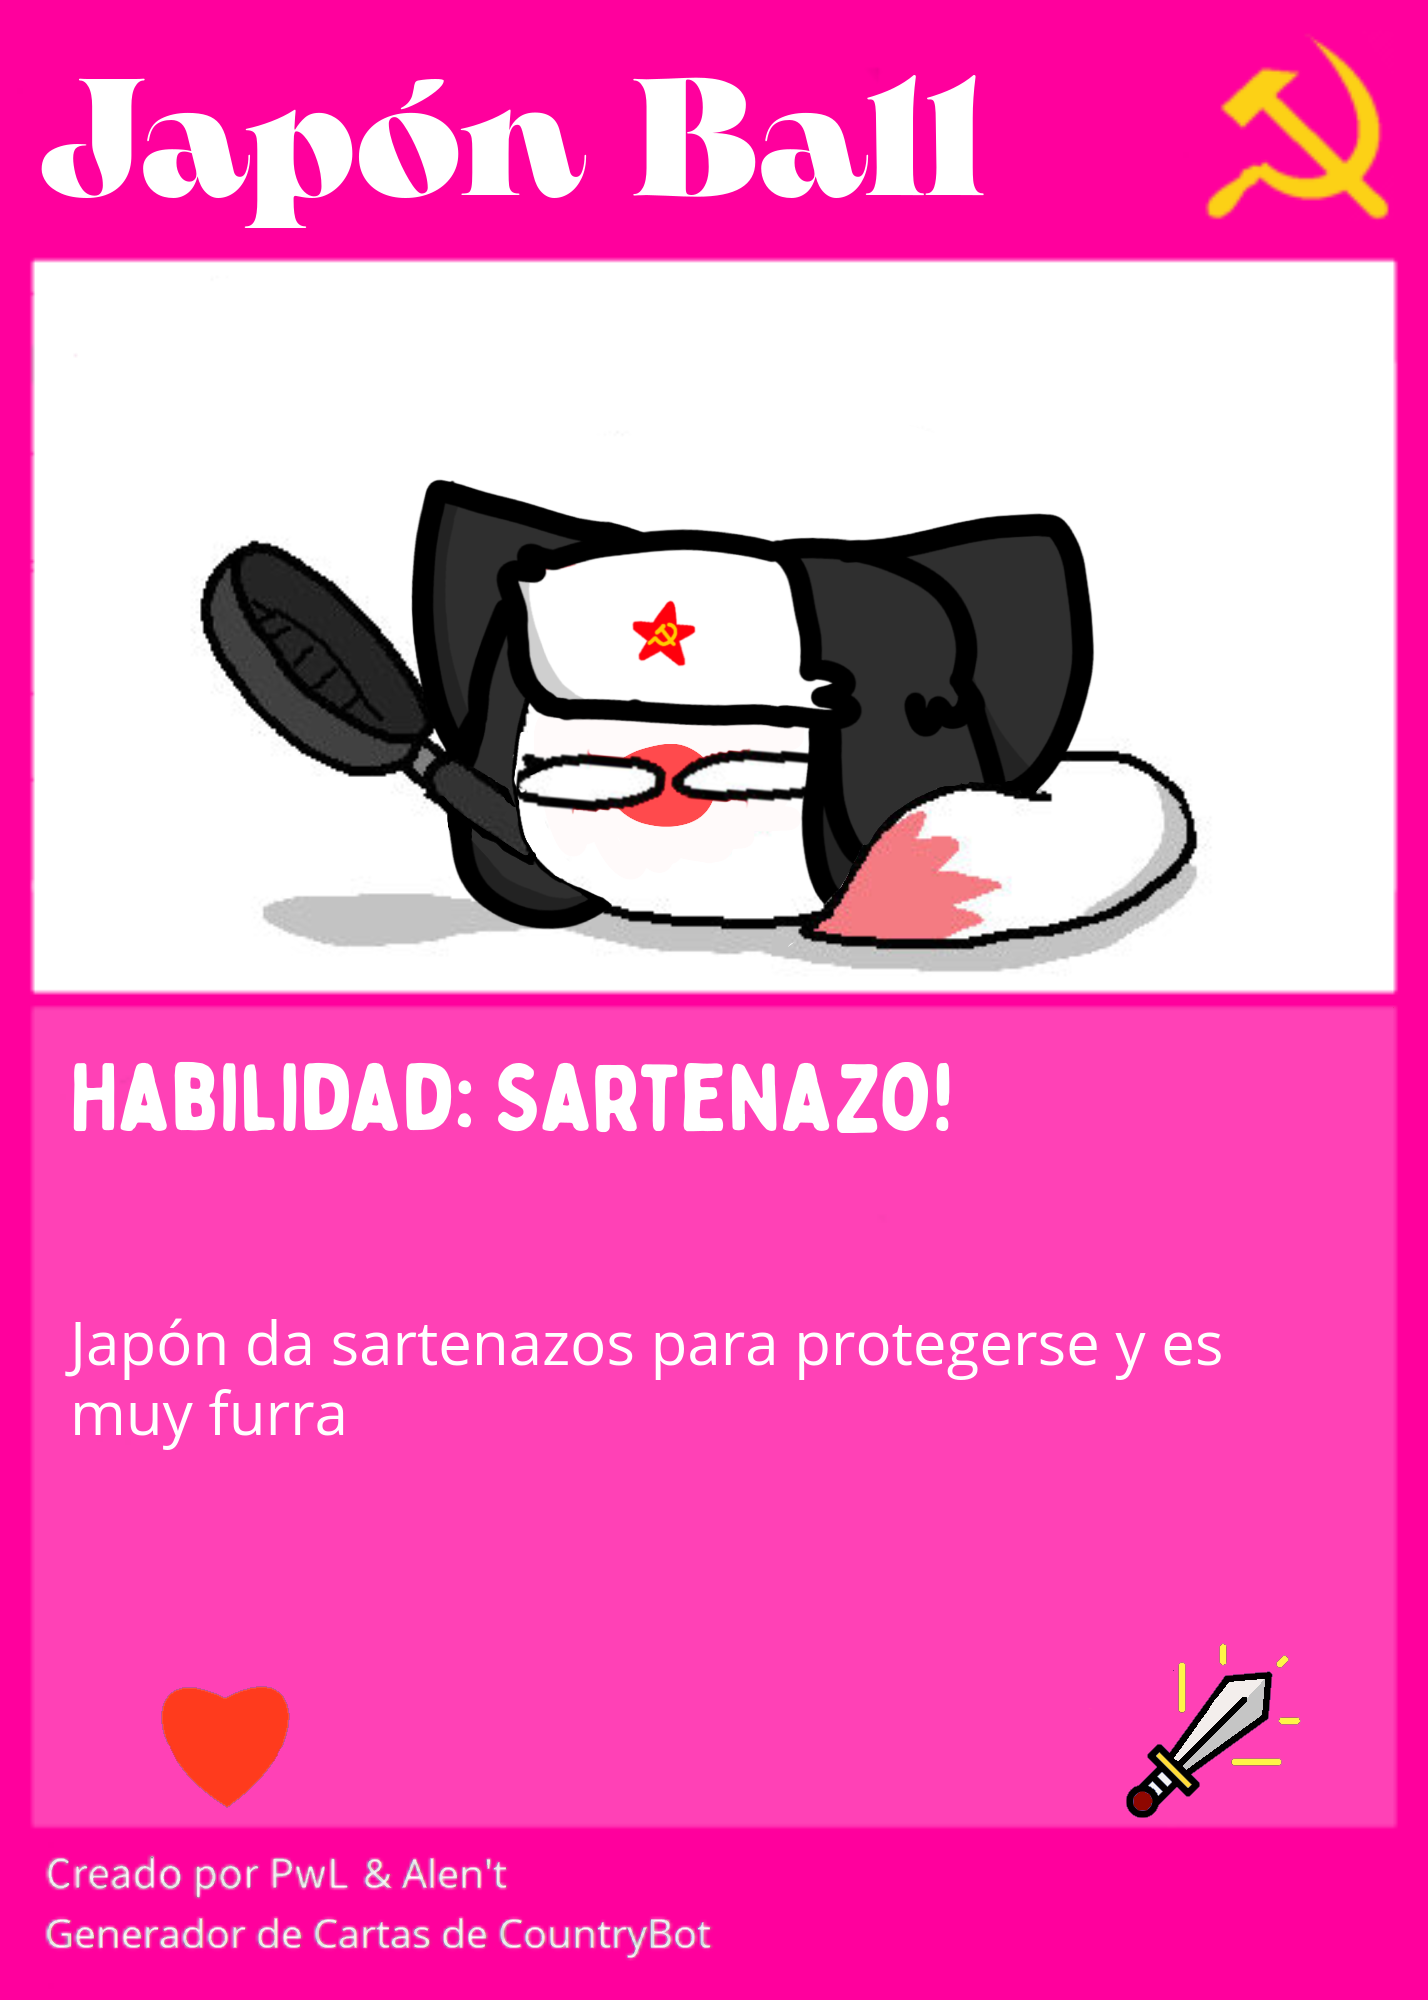 Japón Ball
HABILIDAD: SARTENAZO!
Japón da sartenazos para protegerse y es
muy furra
Creado por PwL & Alen't
Generador de Cartas de CountryBot